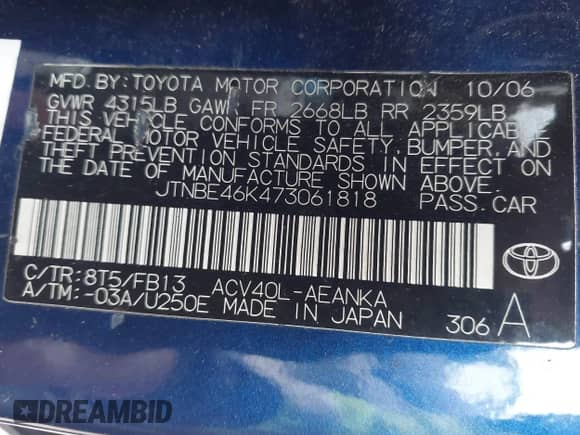 MFD. BY: TOYOTA MOTOR CORPORATION 10/06
GVWR 4315LB GAWR FR 2668LB RR 2359LB
THIS VEHICLE CONFORMS TO ALL APPLICABLE
FEDERAL MOTOR VEHICLE SAFETY, BUMPER, AND
THEFT PREVENTION STANDARDS IN EFFECT ON
THE DATE OF MANUFACTURE SHOWN ABOVE.
JTNBE46K473061818 PASS. CAR
C/TR: 8T5/FB13 ACV40L-AEANKA
A/TM: -03A/U250E MADE IN JAPAN
306 A
TOYOTA
DREAMBID